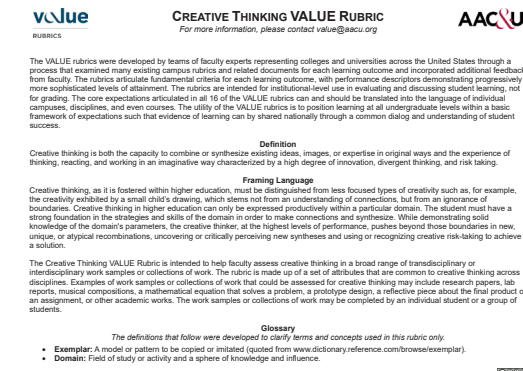 value
RUBRICS
CREATIVE THINKING VALUE RUBRIC
For more information, please contact value@aacu.org
AAC&U
The VALUE rubrics were developed by teams of faculty experts representing colleges and universities across the United States through a
process that examined many existing campus rubrics and related documents for each learning outcome and incorporated additional feedback
from faculty. The rubrics articulate fundamental criteria for each learning outcome, with performance descriptors demonstrating progressively
more sophisticated levels of attainment. The rubrics are intended for institutional-level use in evaluating and discussing student learning, not
for grading. The core expectations articulated in all 16 of the VALUE rubrics can and should be translated into the language of individual
campuses, disciplines, and even courses. The utility of the VALUE rubrics is to position learning at all undergraduate levels within a basic
framework of expectations such that evidence of learning can by shared nationally through a common dialog and understanding of student
success.
Definition
Creative thinking is both the capacity to combine or synthesize existing ideas, images, or expertise in original ways and the experience of
thinking, reacting, and working in an imaginative way characterized by a high degree of innovation, divergent thinking, and risk taking.
Framing Language
Creative thinking, as it is fostered within higher education, must be distinguished from less focused types of creativity such as, for example,
the creativity exhibited by a small child's drawing, which stems not from an understanding of connections, but from an ignorance of
boundaries. Creative thinking in higher education can only be expressed productively within a particular domain. The student must have a
strong foundation in the strategies and skills of the domain in order to make connections and synthesize. While demonstrating solid
knowledge of the domain's parameters, the creative thinker, at the highest levels of performance, pushes beyond those boundaries in new,
unique, or atypical recombinations, uncovering or critically perceiving new syntheses and using or recognizing creative risk-taking to achieve
a solution.
The Creative Thinking VALUE Rubric is intended to help faculty assess creative thinking in a broad range of transdisciplinary or
interdisciplinary work samples or collections of work. The rubric is made up of a set of attributes that are common to creative thinking across
disciplines. Examples of work samples or collections of work that could be assessed for creative thinking may include research papers, lab
reports, musical compositions, a mathematical equation that solves a problem, a prototype design, a reflective piece about the final product of
an assignment, or other academic works. The work samples or collections of work may be completed by an individual student or a group of
students.
Glossary
The definitions that follow were developed to clarify terms and concepts used in this rubric only.
• Exemplar: A model or pattern to be copied or imitated (quoted from www.dictionary.reference.com/browse/exemplar).
• Domain: Field of study or activity and a sphere of knowledge and influence.